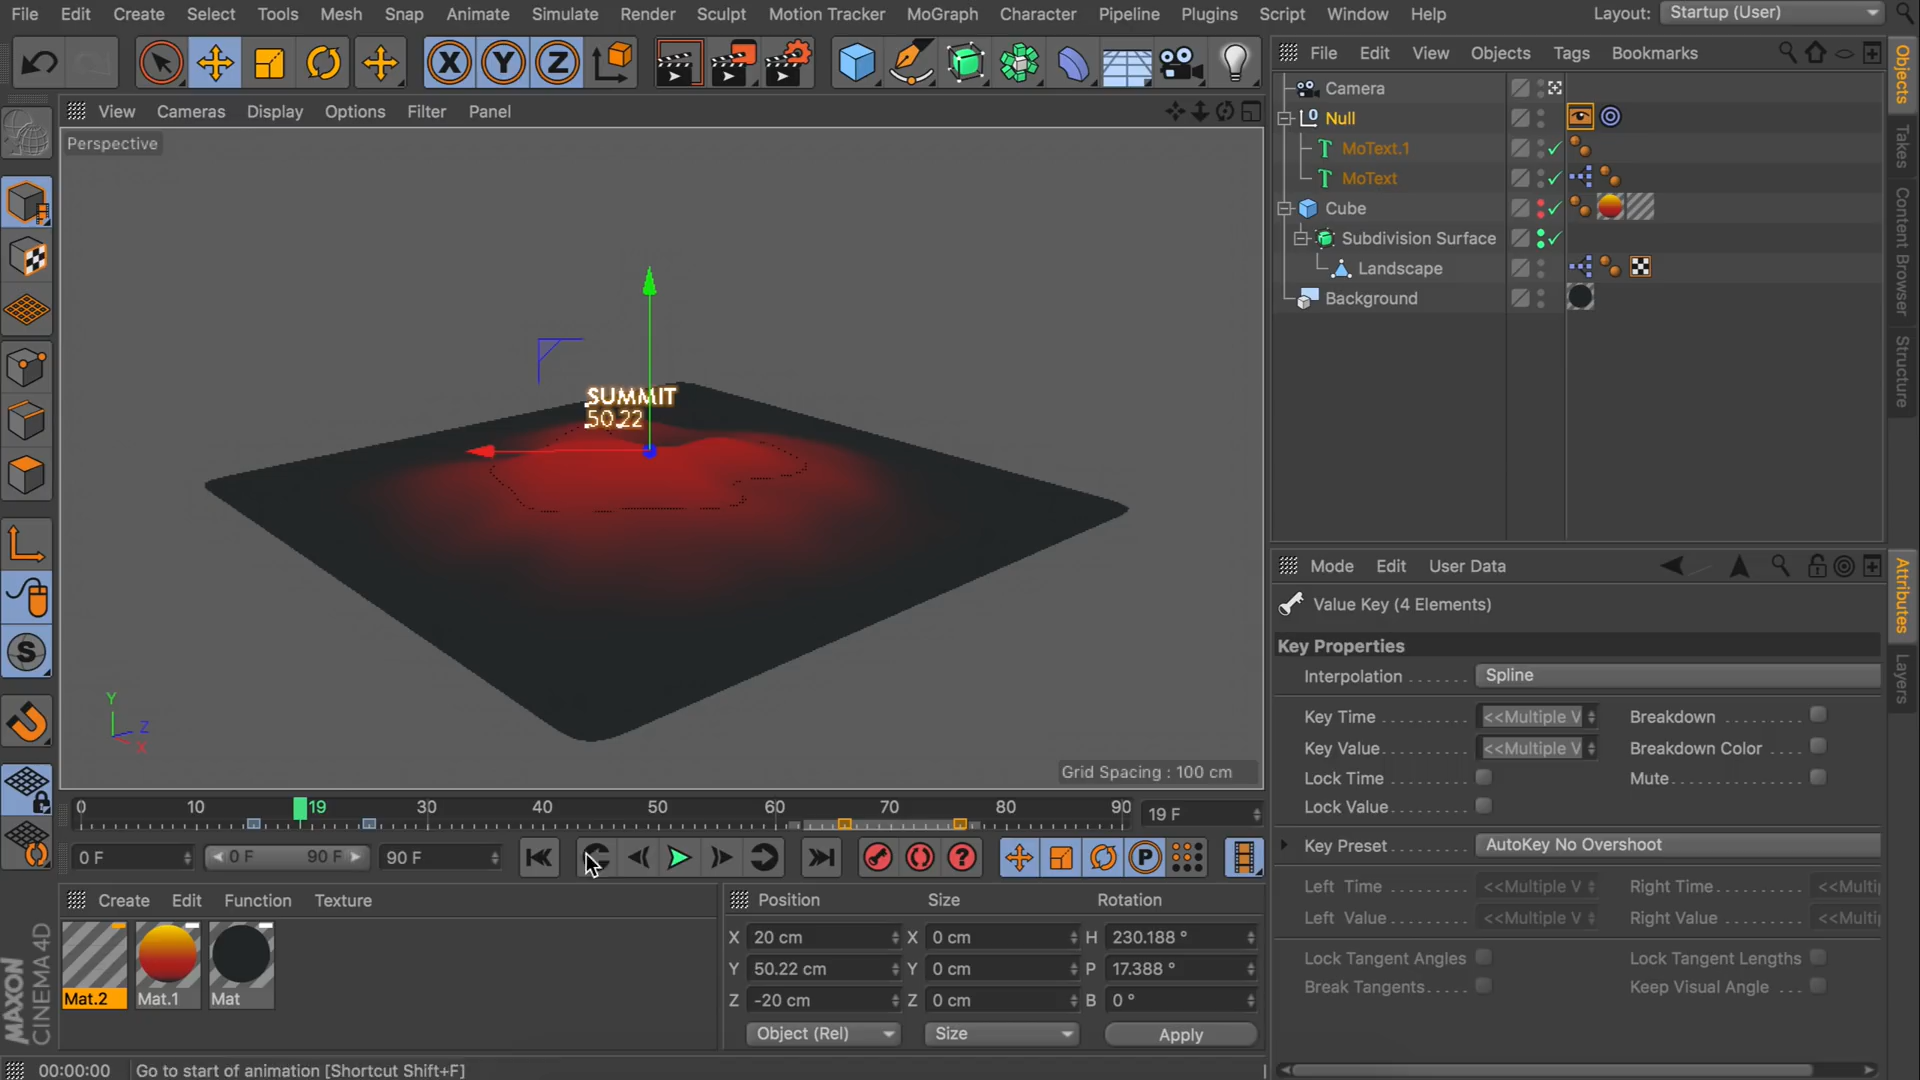 File Edit Create Select Tools Mesh Snap Animate Simulate Render Sculpt Motion Tracker MoGraph Character Pipeline Plugins Script Window Help Layout: Startup (User)
X Y Z
File Edit View Objects Tags Bookmarks
View Cameras Display Options Filter Panel
Perspective
Camera
Null
MoText.1
MoText
Cube
Subdivision Surface
Landscape
Background
Objects
Takes
Content Browser
Structure
SUMMIT
50.22
Y
Z
X
Grid Spacing : 100 cm
Mode Edit User Data
Value Key (4 Elements)
Key Properties
Interpolation Spline
Key Time <<Multiple V Breakdown
Key Value <<Multiple V Breakdown Color
Lock Time Mute
Lock Value
Key Preset AutoKey No Overshoot
Left Time <<Multiple V Right Time <<Multi
Left Value <<Multiple V Right Value <<Multi
Lock Tangent Angles Lock Tangent Lengths
Break Tangents Keep Visual Angle
Attributes
Layers
0 10 19 30 40 50 60 70 80 90 19 F
0 F 0 F 90 F 90 F
Create Edit Function Texture
Mat.2 Mat.1 Mat
Position Size Rotation
X 20 cm X 0 cm H 230.188 °
Y 50.22 cm Y 0 cm P 17.388 °
Z -20 cm Z 0 cm B 0 °
Object (Rel) Size Apply
MAXON
CINEMA 4D
00:00:00 Go to start of animation [Shortcut Shift+F]